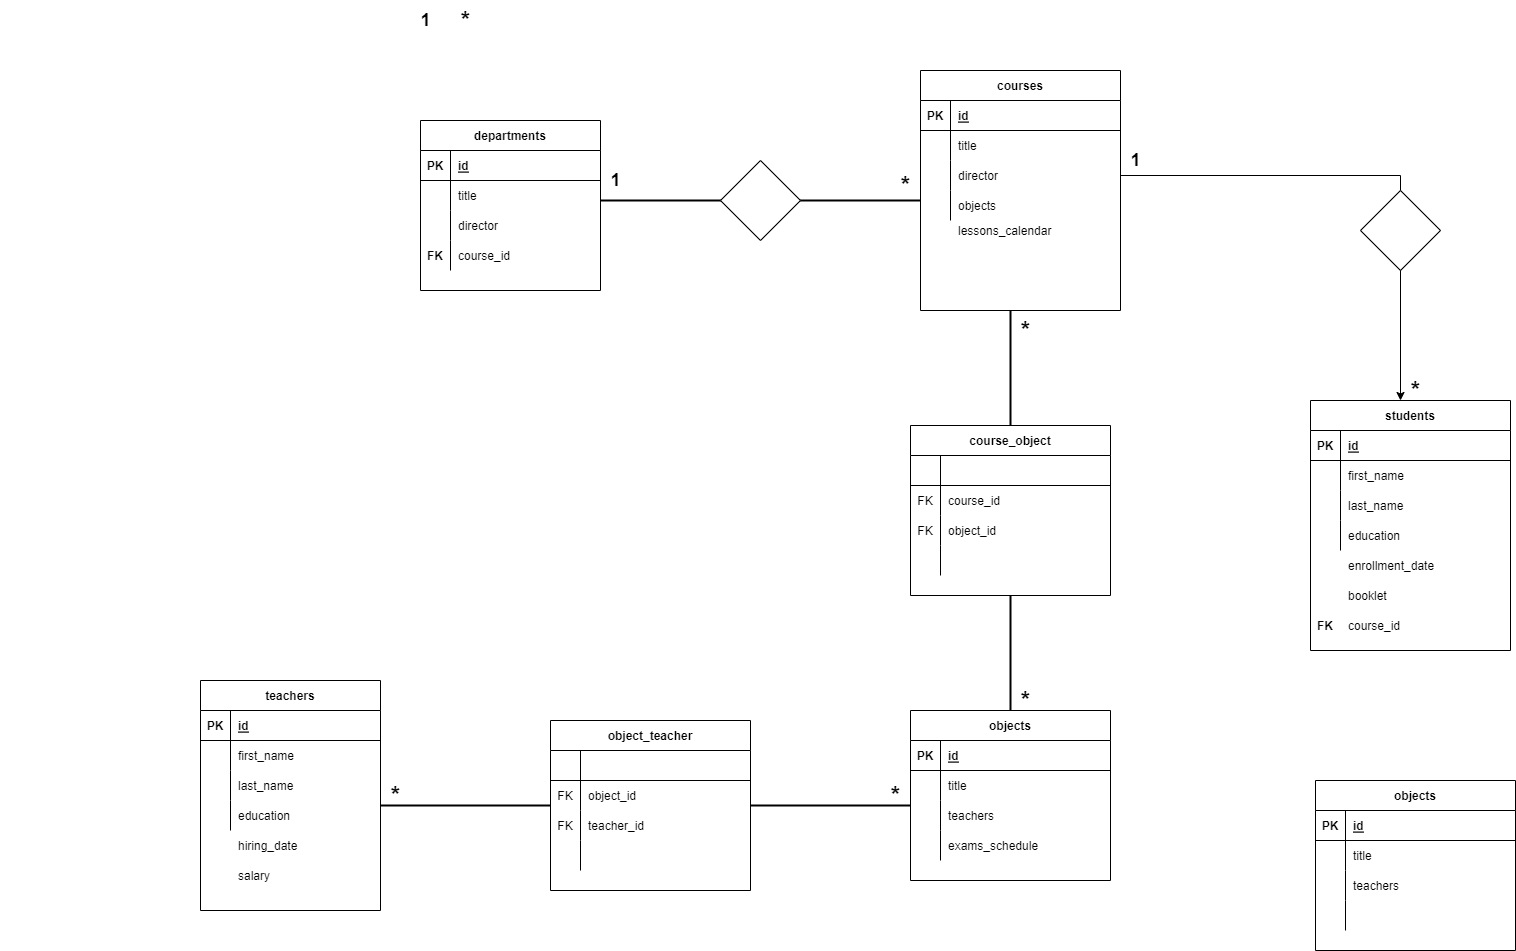 1 *
courses
PK id
title
director
objects
lessons_calendar
departments
PK id
title
director
FK course_id
1
*
1
*
*
students
PK id
first_name
last_name
education
enrollment_date
booklet
FK course_id
course_object
FK course_id
FK object_id
*
teachers
PK id
first_name
last_name
education
hiring_date
salary
*
object_teacher
FK object_id
FK teacher_id
*
objects
PK id
title
teachers
exams_schedule
objects
PK id
title
teachers